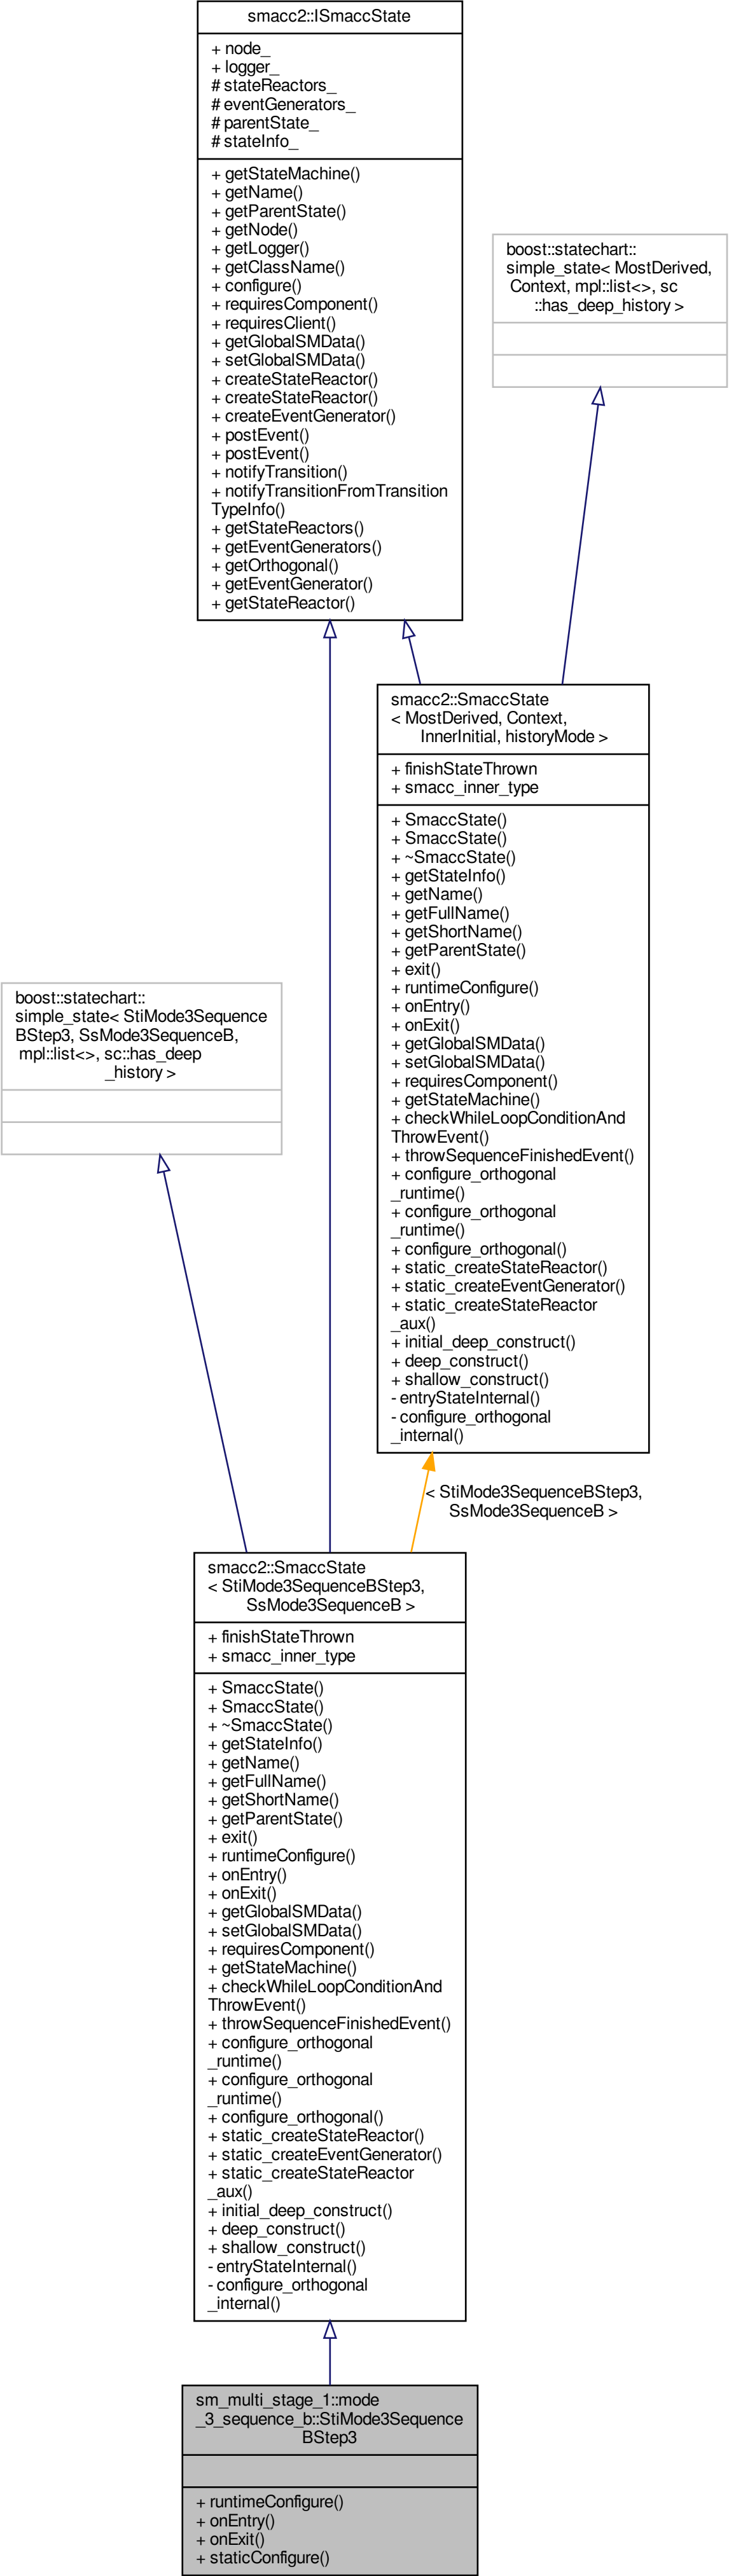 smacc2::ISmaccState
+ node_
+ logger_
# stateReactors_
# eventGenerators_
# parentState_
# stateInfo_
+ getStateMachine()
+ getName()
+ getParentState()
+ getNode()
+ getLogger()
+ getClassName()
+ configure()
+ requiresComponent()
+ requiresClient()
+ getGlobalSMData()
+ setGlobalSMData()
+ createStateReactor()
+ createStateReactor()
+ createEventGenerator()
+ postEvent()
+ postEvent()
+ notifyTransition()
+ notifyTransitionFromTransition
TypeInfo()
+ getStateReactors()
+ getEventGenerators()
+ getOrthogonal()
+ getEventGenerator()
+ getStateReactor()
boost::statechart::
simple_state< MostDerived,
Context, mpl::list<>, sc
::has_deep_history >
smacc2::SmaccState
< MostDerived, Context,
InnerInitial, historyMode >
+ finishStateThrown
+ smacc_inner_type
+ SmaccState()
+ SmaccState()
+ ~SmaccState()
+ getStateInfo()
+ getName()
+ getFullName()
+ getShortName()
+ getParentState()
+ exit()
+ runtimeConfigure()
+ onEntry()
+ onExit()
+ getGlobalSMData()
+ setGlobalSMData()
+ requiresComponent()
+ getStateMachine()
+ checkWhileLoopConditionAnd
ThrowEvent()
+ throwSequenceFinishedEvent()
+ configure_orthogonal
_runtime()
+ configure_orthogonal
_runtime()
+ configure_orthogonal()
+ static_createStateReactor()
+ static_createEventGenerator()
+ static_createStateReactor
_aux()
+ initial_deep_construct()
+ deep_construct()
+ shallow_construct()
- entryStateInternal()
- configure_orthogonal
_internal()
boost::statechart::
simple_state< StiMode3Sequence
BStep3, SsMode3SequenceB,
mpl::list<>, sc::has_deep
_history >
< StiMode3SequenceBStep3,
SsMode3SequenceB >
smacc2::SmaccState
< StiMode3SequenceBStep3,
SsMode3SequenceB >
+ finishStateThrown
+ smacc_inner_type
+ SmaccState()
+ SmaccState()
+ ~SmaccState()
+ getStateInfo()
+ getName()
+ getFullName()
+ getShortName()
+ getParentState()
+ exit()
+ runtimeConfigure()
+ onEntry()
+ onExit()
+ getGlobalSMData()
+ setGlobalSMData()
+ requiresComponent()
+ getStateMachine()
+ checkWhileLoopConditionAnd
ThrowEvent()
+ throwSequenceFinishedEvent()
+ configure_orthogonal
_runtime()
+ configure_orthogonal
_runtime()
+ configure_orthogonal()
+ static_createStateReactor()
+ static_createEventGenerator()
+ static_createStateReactor
_aux()
+ initial_deep_construct()
+ deep_construct()
+ shallow_construct()
- entryStateInternal()
- configure_orthogonal
_internal()
sm_multi_stage_1::mode
_3_sequence_b::StiMode3Sequence
BStep3
+ runtimeConfigure()
+ onEntry()
+ onExit()
+ staticConfigure()